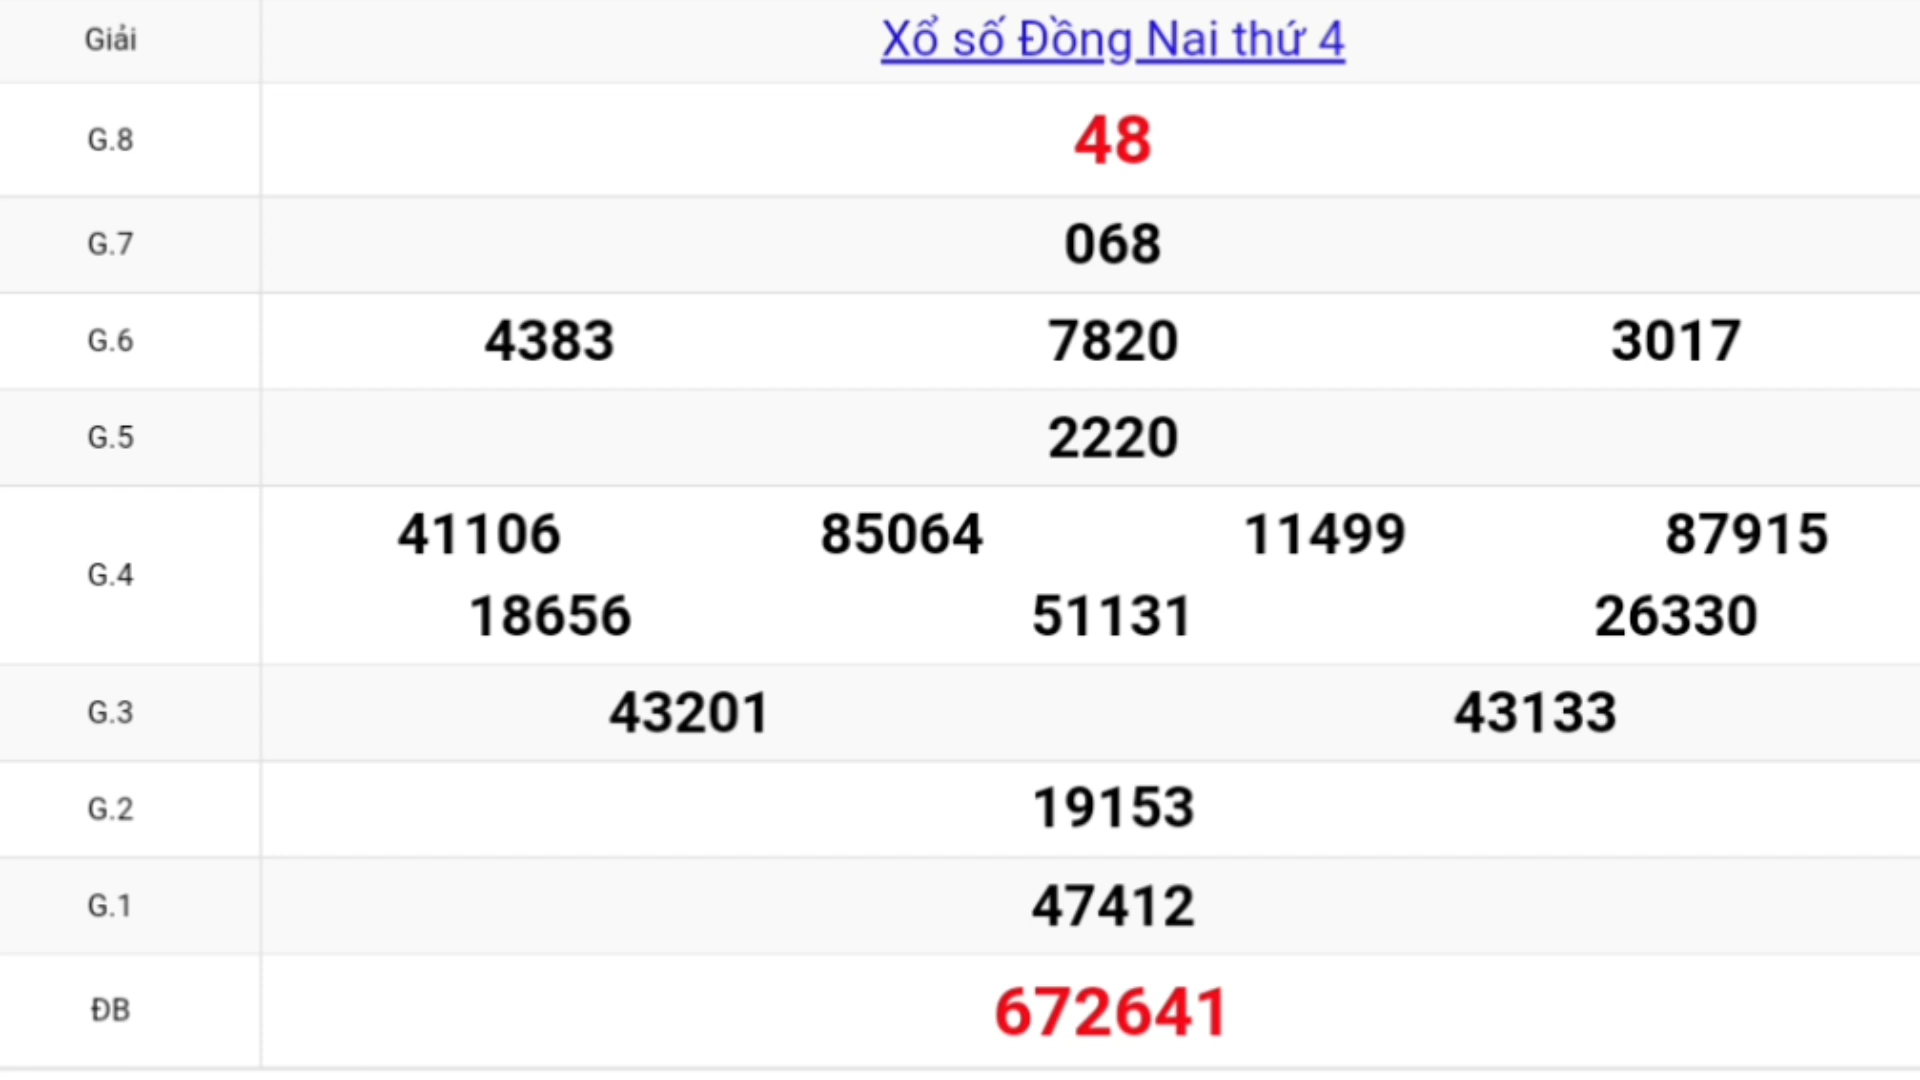 Giải Xổ số Đồng Nai thứ 4
G.8 48
G.7 068
G.6 4383 7820 3017
G.5 2220
G.4 41106 85064 11499 87915
18656 51131 26330
G.3 43201 43133
G.2 19153
G.1 47412
ĐB 672641